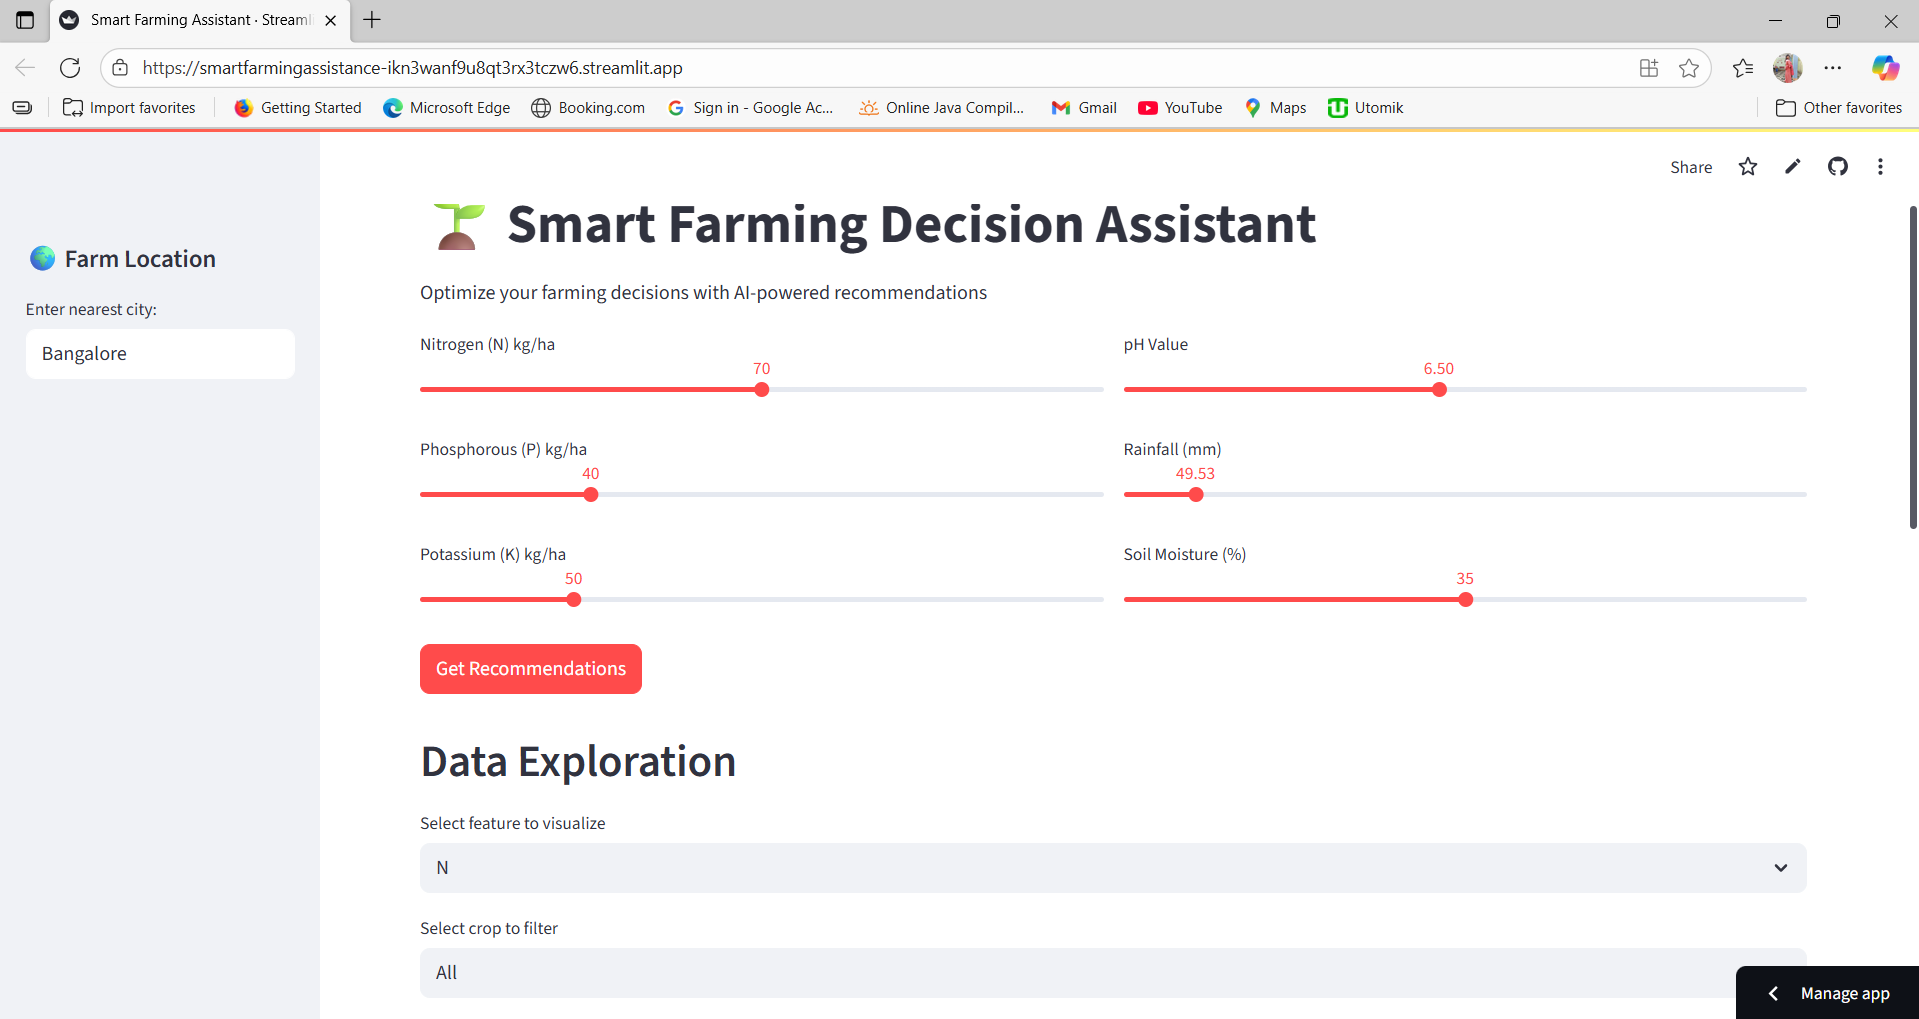 Smart Farming Assistant · Streaml
https://smartfarmingassistance-ikn3wanf9u8qt3rx3tczw6.streamlit.app
Import favorites
Getting Started
Microsoft Edge
Booking.com
Sign in - Google Ac...
Online Java Compil...
Gmail
YouTube
Maps
Utomik
Other favorites
Share
Farm Location
Enter nearest city:
Bangalore
Smart Farming Decision Assistant
Optimize your farming decisions with AI-powered recommendations
Nitrogen (N) kg/ha
70
pH Value
6.50
Phosphorous (P) kg/ha
40
Rainfall (mm)
49.53
Potassium (K) kg/ha
50
Soil Moisture (%)
35
Get Recommendations
Data Exploration
Select feature to visualize
N
Select crop to filter
All
Manage app